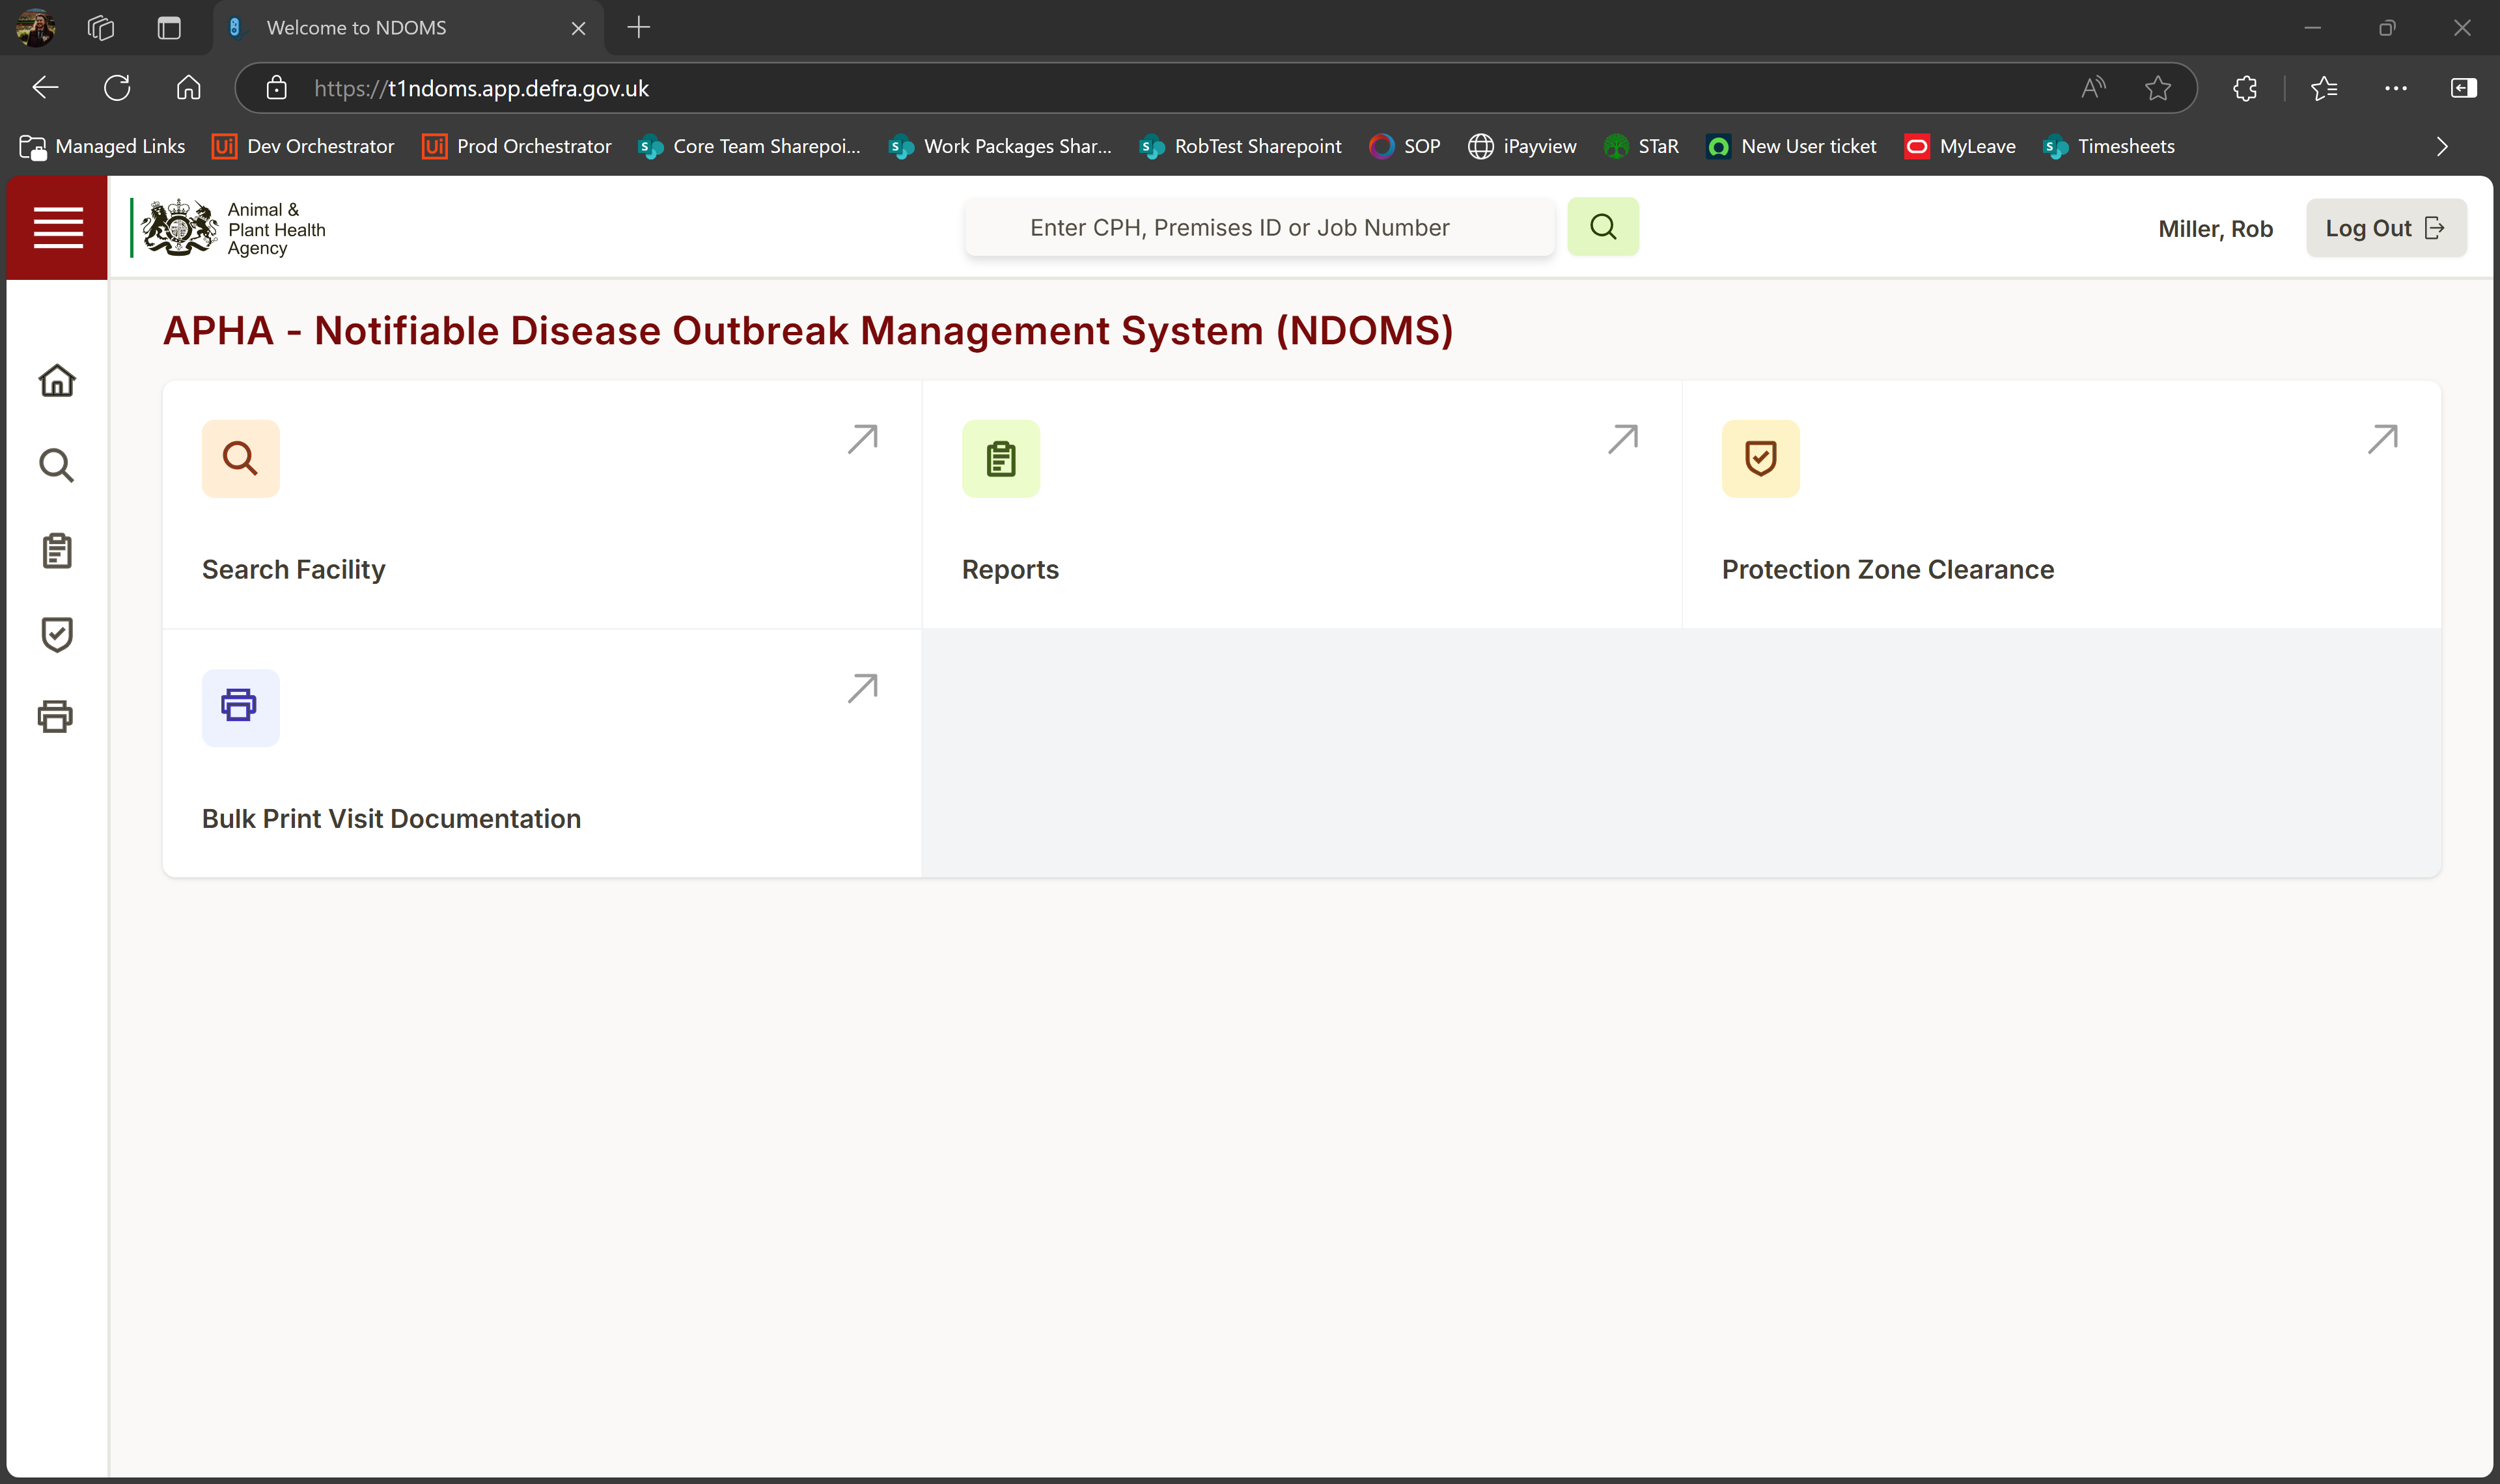 Welcome to NDOMS
https://t1ndoms.app.defra.gov.uk
Managed Links
Dev Orchestrator
Prod Orchestrator
Core Team Sharepoi...
Work Packages Shar...
RobTest Sharepoint
SOP
iPayview
STaR
New User ticket
MyLeave
Timesheets
Animal &
Plant Health
Agency
Enter CPH, Premises ID or Job Number
Miller, Rob
Log Out
APHA - Notifiable Disease Outbreak Management System (NDOMS)
Search Facility
Reports
Protection Zone Clearance
Bulk Print Visit Documentation